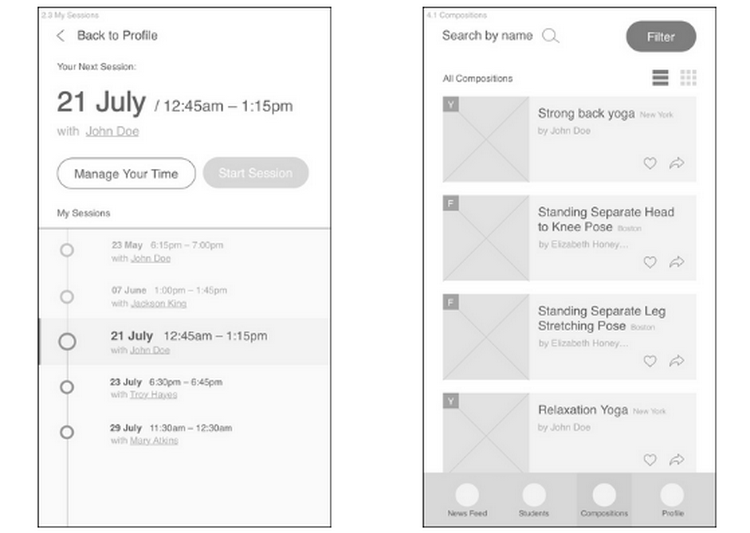 2.3 My Sessions
Back to Profile
Your Next Session:
21 July / 12:45am – 1:15pm
with John Doe
Manage Your Time
Start Session
My Sessions
23 May 6:15pm – 7:00pm
with John Doe
07 June 1:00pm – 1:45pm
with Jackson King
21 July 12:45am – 1:15pm
with John Doe
23 July 6:30pm – 6:45pm
with Troy Hayes
29 July 11:30am – 12:30am
with Mary Atkins
4.1 Compositions
Search by name
Filter
All Compositions
Y
Strong back yoga New York
by John Doe
F
Standing Separate Head
to Knee Pose Boston
by Elizabeth Honey...
F
Standing Separate Leg
Stretching Pose Boston
by Elizabeth Honey...
Y
Relaxation Yoga New York
by John Doe
News Feed
Students
Compositions
Profile